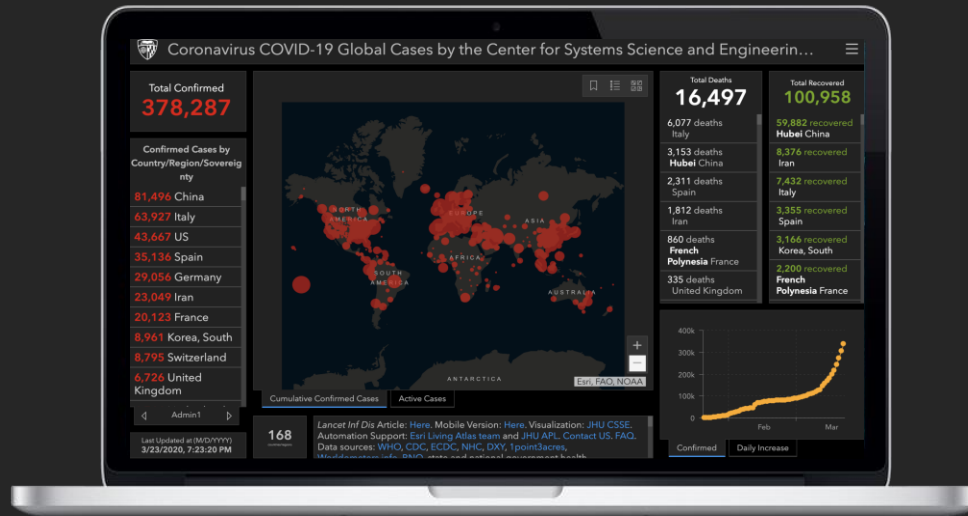 Coronavirus COVID-19 Global Cases by the Center for Systems Science and Engineerin...
Total Confirmed
378,287
Confirmed Cases by
Country/Region/Sovereig
nty
81,496 China
63,927 Italy
43,667 US
35,136 Spain
29,056 Germany
23,049 Iran
20,123 France
8,961 Korea, South
8,795 Switzerland
6,726 United
Kingdom
Admin1
Last Updated at (M/D/YYYY)
3/23/2020, 7:23:20 PM
NORTH
AMERICA
EUROPE
ASIA
AFRICA
SOUTH
AMERICA
AUSTRALIA
ANTARCTICA
+
−
Esri, FAO, NOAA
Cumulative Confirmed Cases
Active Cases
168
Lancet Inf Dis Article: Here. Mobile Version: Here. Visualization: JHU CSSE.
Automation Support: Esri Living Atlas team and JHU APL. Contact US. FAQ.
Data sources: WHO, CDC, ECDC, NHC, DXY, 1point3acres,
state and national government health
Total Deaths
16,497
6,077 deaths
Italy
3,153 deaths
Hubei China
2,311 deaths
Spain
1,812 deaths
Iran
860 deaths
French
Polynesia France
335 deaths
United Kingdom
Total Recovered
100,958
59,882 recovered
Hubei China
8,376 recovered
Iran
7,432 recovered
Italy
3,355 recovered
Spain
3,166 recovered
Korea, South
2,200 recovered
French
Polynesia France
400k
300k
200k
100k
0
Feb
Mar
Confirmed
Daily Increase